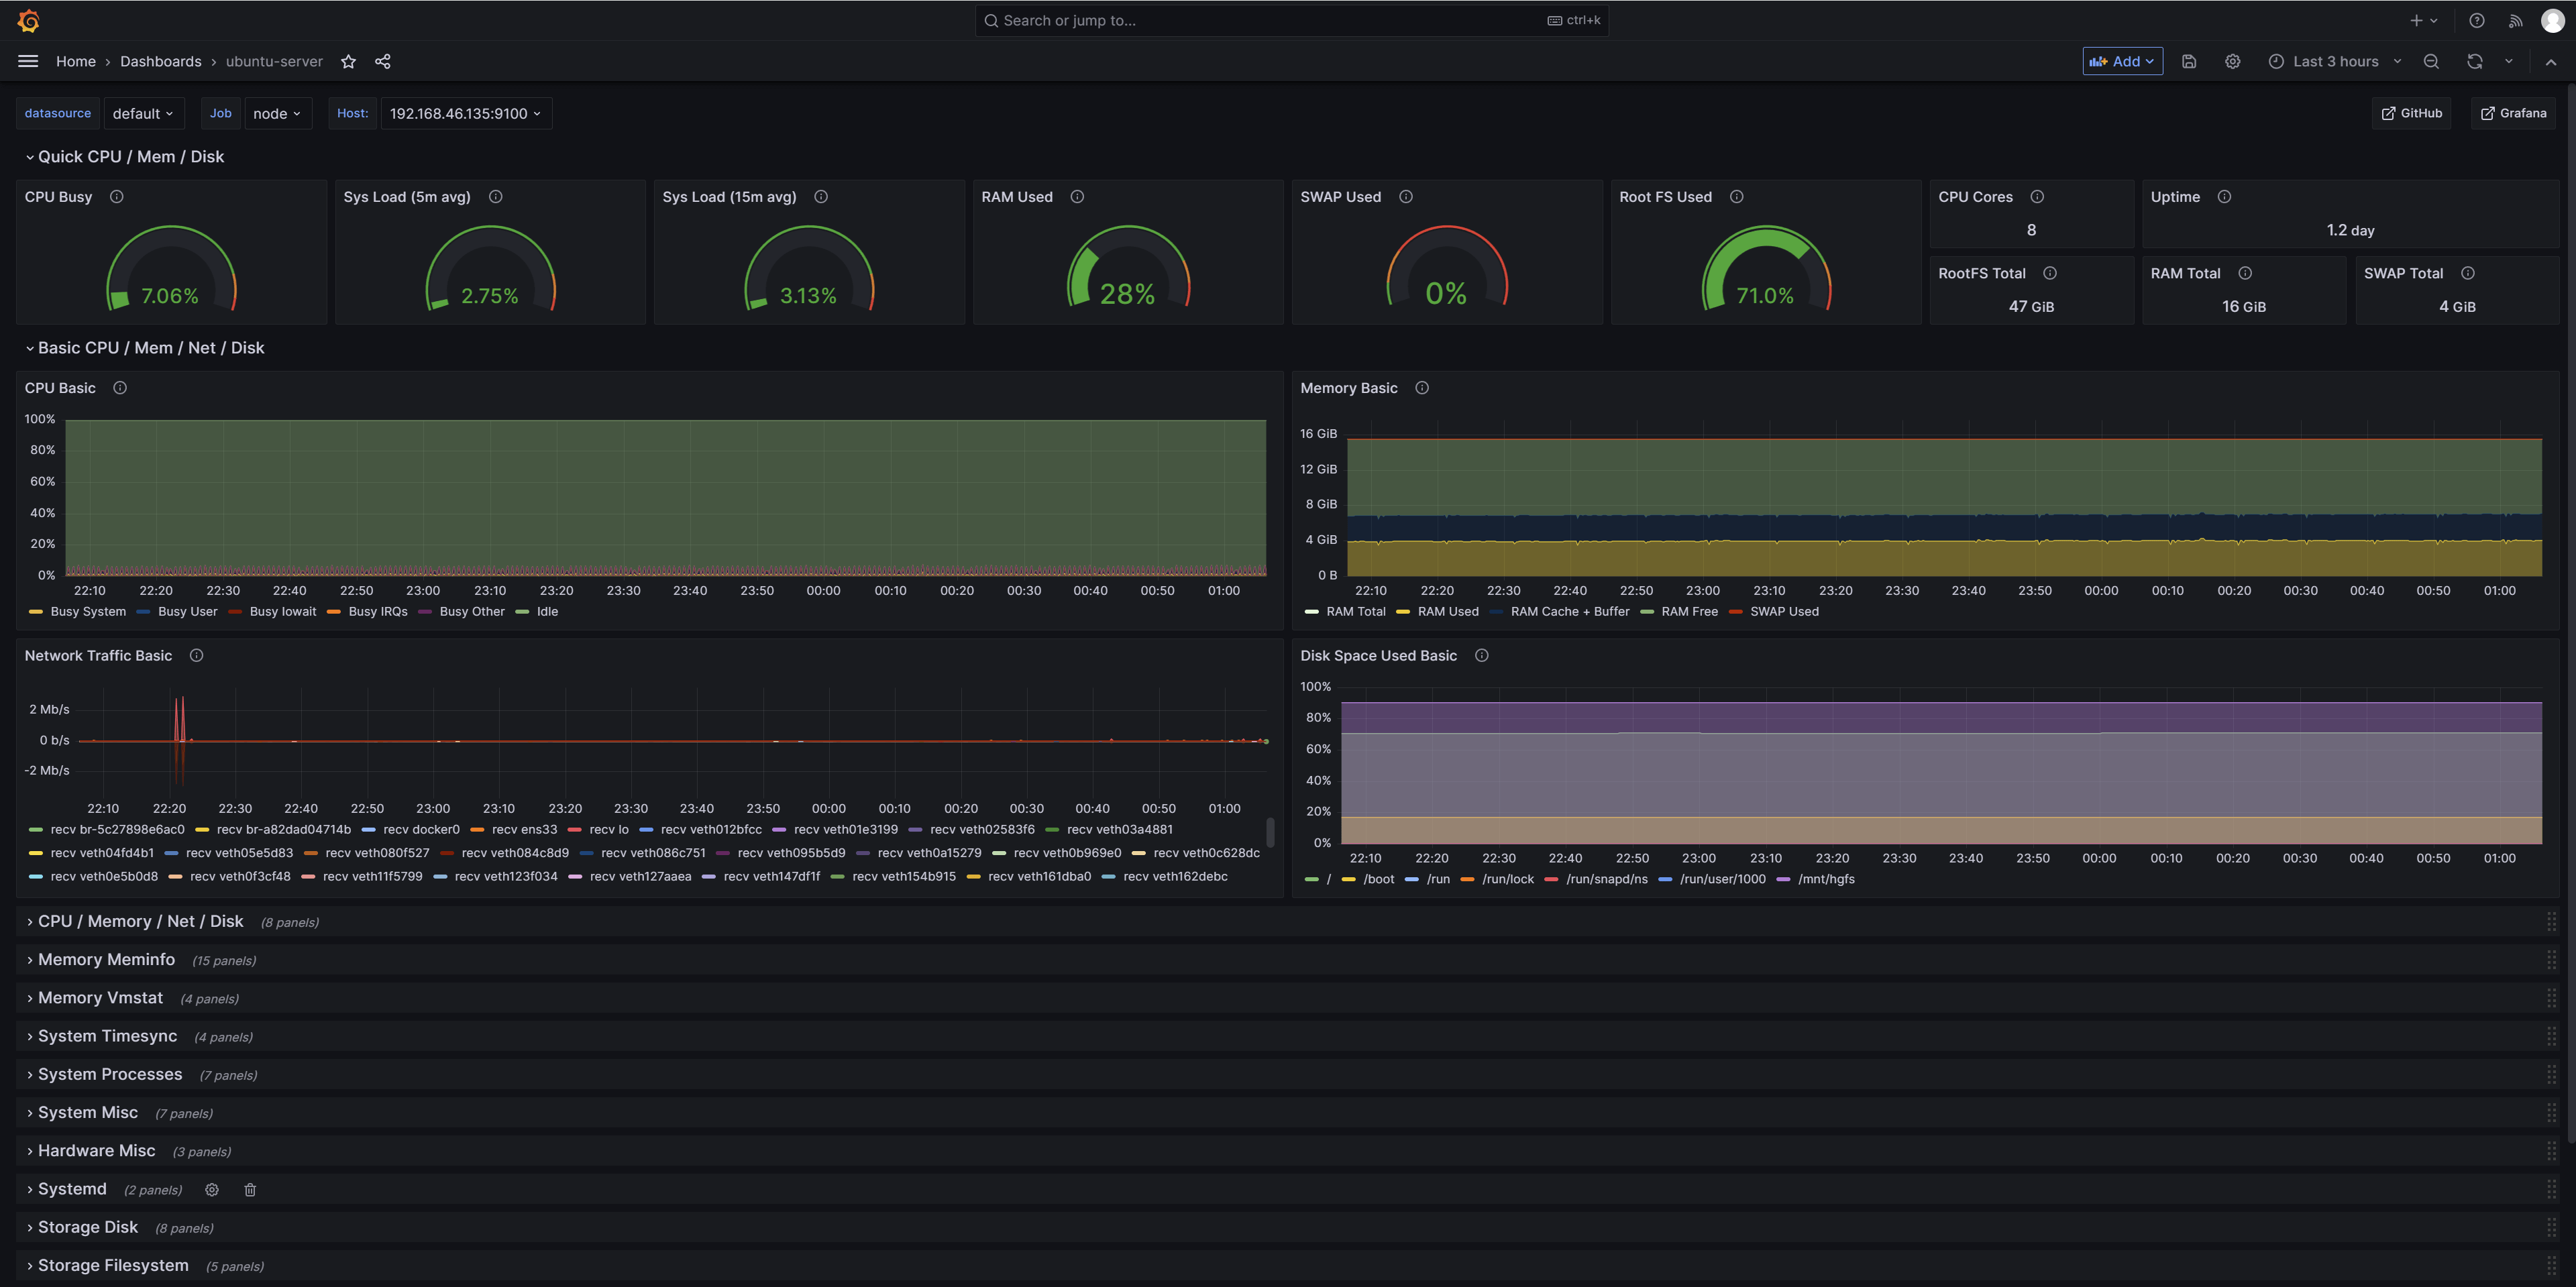 Search or jump to...
ctrl+k
Home › Dashboards › ubuntu-server
Add
Last 3 hours
datasource default Job node Host: 192.168.46.135:9100
GitHub Grafana
Quick CPU / Mem / Disk
CPU Busy
7.06%
Sys Load (5m avg)
2.75%
Sys Load (15m avg)
3.13%
RAM Used
28%
SWAP Used
0%
Root FS Used
71.0%
CPU Cores
8
Uptime
1.2 day
RootFS Total
47 GiB
RAM Total
16 GiB
SWAP Total
4 GiB
Basic CPU / Mem / Net / Disk
CPU Basic
100%
80%
60%
40%
20%
0%
22:10 22:20 22:30 22:40 22:50 23:00 23:10 23:20 23:30 23:40 23:50 00:00 00:10 00:20 00:30 00:40 00:50 01:00
Busy System Busy User Busy Iowait Busy IRQs Busy Other Idle
Memory Basic
16 GiB
12 GiB
8 GiB
4 GiB
0 B
22:10 22:20 22:30 22:40 22:50 23:00 23:10 23:20 23:30 23:40 23:50 00:00 00:10 00:20 00:30 00:40 00:50 01:00
RAM Total RAM Used RAM Cache + Buffer RAM Free SWAP Used
Network Traffic Basic
2 Mb/s
0 b/s
-2 Mb/s
22:10 22:20 22:30 22:40 22:50 23:00 23:10 23:20 23:30 23:40 23:50 00:00 00:10 00:20 00:30 00:40 00:50 01:00
recv br-5c27898e6ac0 recv br-a82dad04714b recv docker0 recv ens33 recv lo recv veth012bfcc recv veth01e3199 recv veth02583f6 recv veth03a4881
recv veth04fd4b1 recv veth05e5d83 recv veth080f527 recv veth084c8d9 recv veth086c751 recv veth095b5d9 recv veth0a15279 recv veth0b969e0 recv veth0c628dc
recv veth0e5b0d8 recv veth0f3cf48 recv veth11f5799 recv veth123f034 recv veth127aaea recv veth147df1f recv veth154b915 recv veth161dba0 recv veth162debc
Disk Space Used Basic
100%
80%
60%
40%
20%
0%
22:10 22:20 22:30 22:40 22:50 23:00 23:10 23:20 23:30 23:40 23:50 00:00 00:10 00:20 00:30 00:40 00:50 01:00
/ /boot /run /run/lock /run/snapd/ns /run/user/1000 /mnt/hgfs
CPU / Memory / Net / Disk (8 panels)
Memory Meminfo (15 panels)
Memory Vmstat (4 panels)
System Timesync (4 panels)
System Processes (7 panels)
System Misc (7 panels)
Hardware Misc (3 panels)
Systemd (2 panels)
Storage Disk (8 panels)
Storage Filesystem (5 panels)